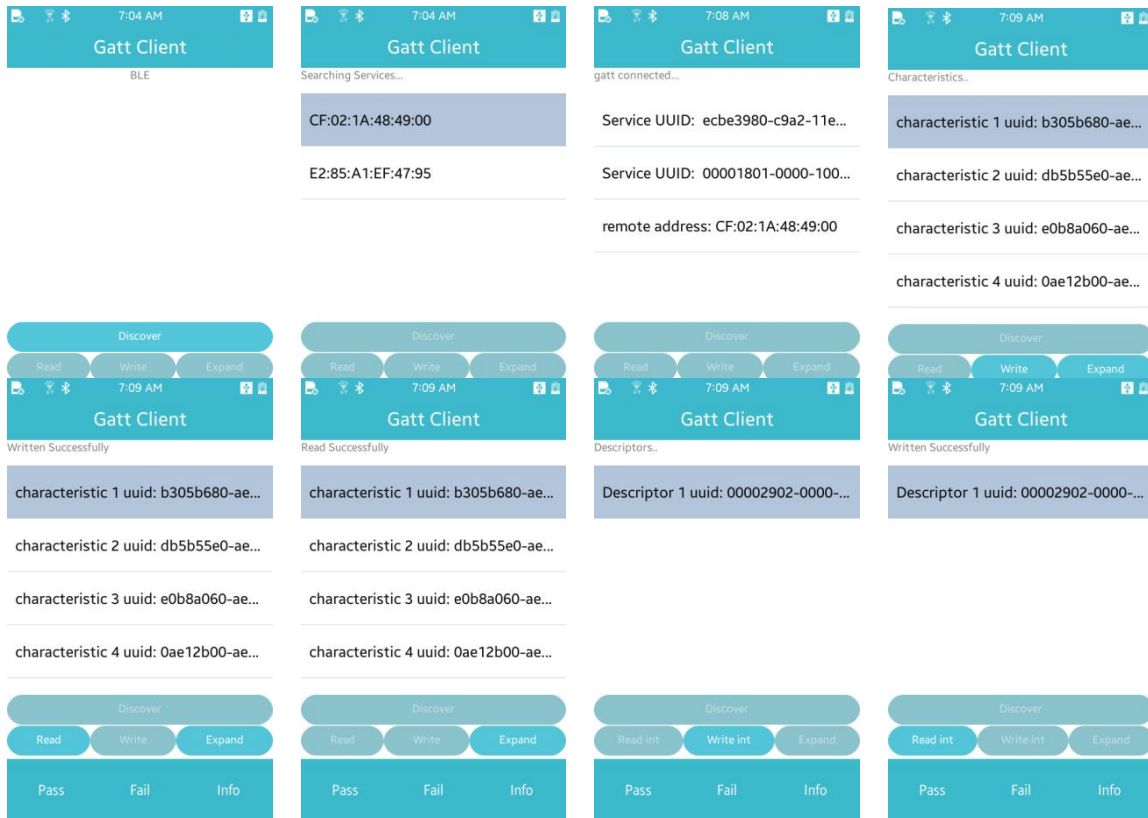 7:04 AM
Gatt Client
BLE
Discover
Read Write Expand
7:04 AM
Gatt Client
Searching Services...
CF:02:1A:48:49:00
E2:85:A1:EF:47:95
Discover
Read Write Expand
7:08 AM
Gatt Client
gatt connected...
Service UUID: ecbe3980-c9a2-11e...
Service UUID: 00001801-0000-100...
remote address: CF:02:1A:48:49:00
Discover
Read Write Expand
7:09 AM
Gatt Client
Characteristics..
characteristic 1 uuid: b305b680-ae...
characteristic 2 uuid: db5b55e0-ae...
characteristic 3 uuid: e0b8a060-ae...
characteristic 4 uuid: 0ae12b00-ae...
Discover
Read Write Expand
7:09 AM
Gatt Client
Written Successfully
characteristic 1 uuid: b305b680-ae...
characteristic 2 uuid: db5b55e0-ae...
characteristic 3 uuid: e0b8a060-ae...
characteristic 4 uuid: 0ae12b00-ae...
Discover
Read Write Expand
Pass Fail Info
7:09 AM
Gatt Client
Read Successfully
characteristic 1 uuid: b305b680-ae...
characteristic 2 uuid: db5b55e0-ae...
characteristic 3 uuid: e0b8a060-ae...
characteristic 4 uuid: 0ae12b00-ae...
Discover
Read Write Expand
Pass Fail Info
7:09 AM
Gatt Client
Descriptors..
Descriptor 1 uuid: 00002902-0000-...
Discover
Read int Write int Expand
Pass Fail Info
7:09 AM
Gatt Client
Written Successfully
Descriptor 1 uuid: 00002902-0000-...
Discover
Read int Write int Expand
Pass Fail Info